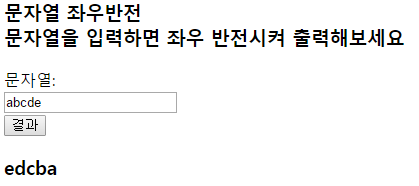 문자열 좌우반전
문자열을 입력하면 좌우 반전시켜 출력해보세요
문자열:
abcde
결과
edcba